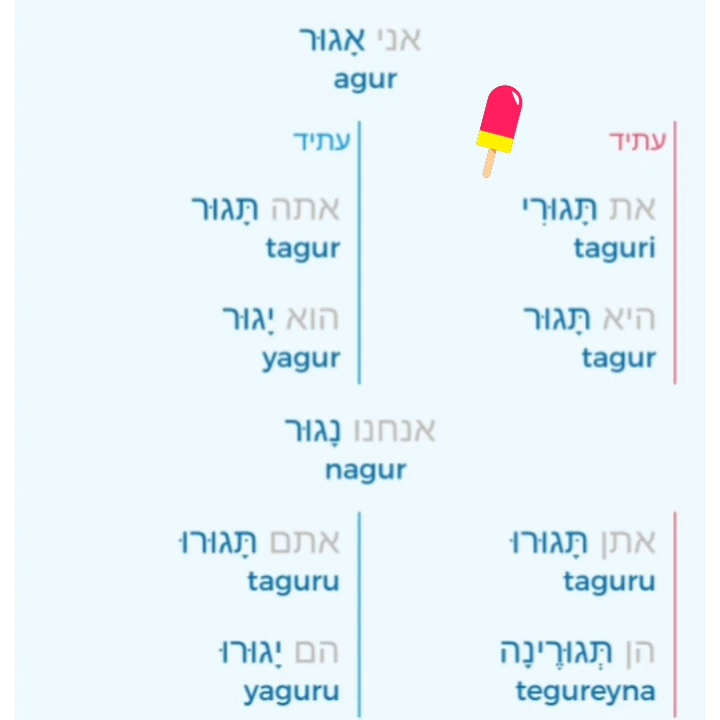 אני אָגוּר
agur
עתיד
עתיד
את תָּגוּרִי
אתה תָּגוּר
taguri
tagur
היא תָּגוּר
הוא יָגוּר
tagur
yagur
אנחנו נָגוּר
nagur
אתן תָּגוּרוּ
אתם תָּגוּרוּ
taguru
taguru
הן תְּגוּרֶינָה
הם יָגוּרוּ
tegureyna
yaguru